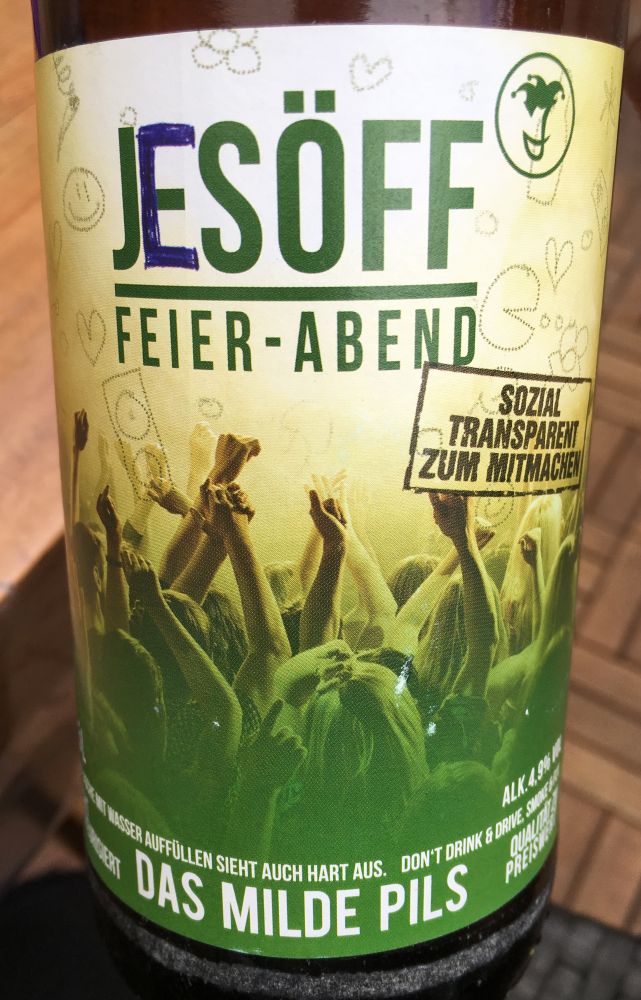 JESÖFF
FEIER-ABEND
SOZIAL
TRANSPARENT
ZUM MITMACHEN
ALK. 4,9%
MIT WASSER AUFFÜLLEN SIEHT AUCH HART AUS. DON'T DRINK & DRIVE, SMOKE
DAS MILDE PILS